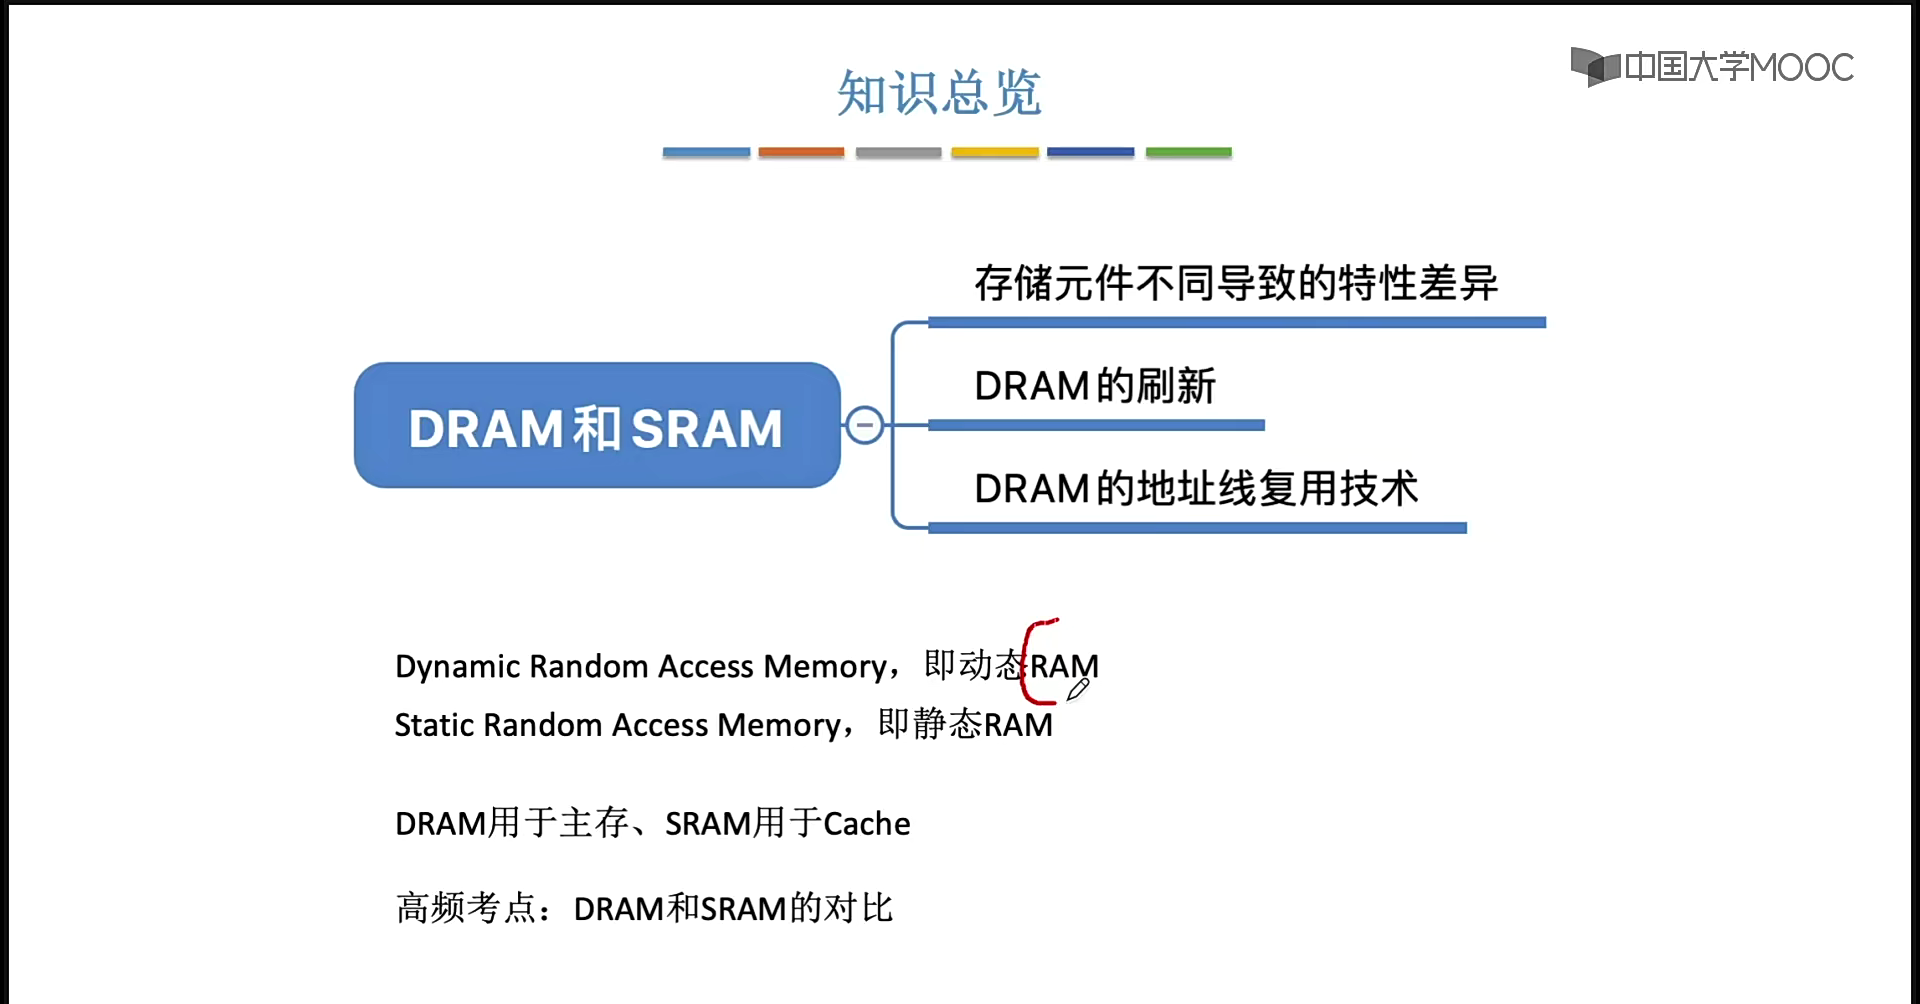 中国大学MOOC
知识总览
存储元件不同导致的特性差异
DRAM和SRAM
DRAM的刷新
DRAM的地址线复用技术
Dynamic Random Access Memory，即动态RAM
Static Random Access Memory，即静态RAM
DRAM用于主存、SRAM用于Cache
高频考点：DRAM和SRAM的对比